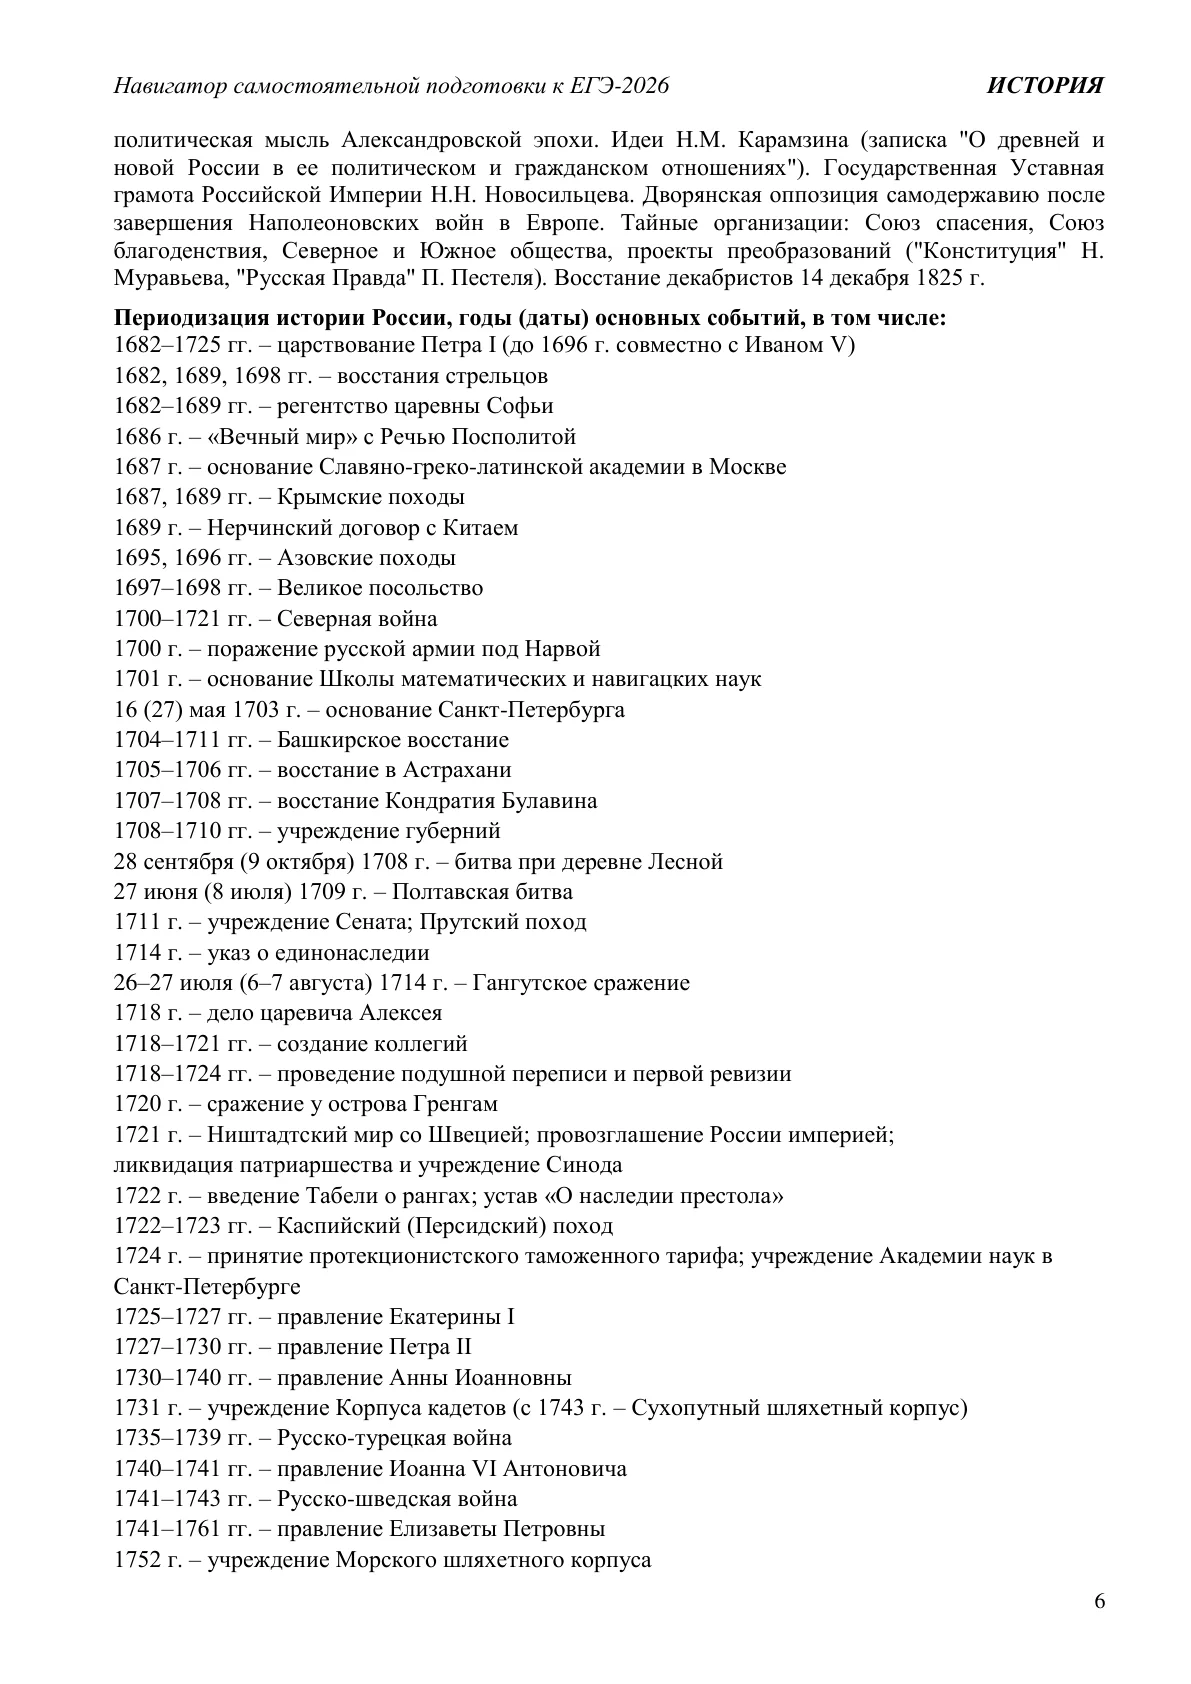 Навигатор самостоятельной подготовки к ЕГЭ-2026 ИСТОРИЯ
политическая мысль Александровской эпохи. Идеи Н.М. Карамзина (записка "О древней и
новой России в ее политическом и гражданском отношениях"). Государственная Уставная
грамота Российской Империи Н.Н. Новосильцева. Дворянская оппозиция самодержавию после
завершения Наполеоновских войн в Европе. Тайные организации: Союз спасения, Союз
благоденствия, Северное и Южное общества, проекты преобразований ("Конституция" Н.
Муравьева, "Русская Правда" П. Пестеля). Восстание декабристов 14 декабря 1825 г.
Периодизация истории России, годы (даты) основных событий, в том числе:
1682–1725 гг. – царствование Петра I (до 1696 г. совместно с Иваном V)
1682, 1689, 1698 гг. – восстания стрельцов
1682–1689 гг. – регентство царевны Софьи
1686 г. – «Вечный мир» с Речью Посполитой
1687 г. – основание Славяно-греко-латинской академии в Москве
1687, 1689 гг. – Крымские походы
1689 г. – Нерчинский договор с Китаем
1695, 1696 гг. – Азовские походы
1697–1698 гг. – Великое посольство
1700–1721 гг. – Северная война
1700 г. – поражение русской армии под Нарвой
1701 г. – основание Школы математических и навигацких наук
16 (27) мая 1703 г. – основание Санкт-Петербурга
1704–1711 гг. – Башкирское восстание
1705–1706 гг. – восстание в Астрахани
1707–1708 гг. – восстание Кондратия Булавина
1708–1710 гг. – учреждение губерний
28 сентября (9 октября) 1708 г. – битва при деревне Лесной
27 июня (8 июля) 1709 г. – Полтавская битва
1711 г. – учреждение Сената; Прутский поход
1714 г. – указ о единонаследии
26–27 июля (6–7 августа) 1714 г. – Гангутское сражение
1718 г. – дело царевича Алексея
1718–1721 гг. – создание коллегий
1718–1724 гг. – проведение подушной переписи и первой ревизии
1720 г. – сражение у острова Гренгам
1721 г. – Ништадтский мир со Швецией; провозглашение России империей;
ликвидация патриаршества и учреждение Синода
1722 г. – введение Табели о рангах; устав «О наследии престола»
1722–1723 гг. – Каспийский (Персидский) поход
1724 г. – принятие протекционистского таможенного тарифа; учреждение Академии наук в
Санкт-Петербурге
1725–1727 гг. – правление Екатерины I
1727–1730 гг. – правление Петра II
1730–1740 гг. – правление Анны Иоанновны
1731 г. – учреждение Корпуса кадетов (с 1743 г. – Сухопутный шляхетный корпус)
1735–1739 гг. – Русско-турецкая война
1740–1741 гг. – правление Иоанна VI Антоновича
1741–1743 гг. – Русско-шведская война
1741–1761 гг. – правление Елизаветы Петровны
1752 г. – учреждение Морского шляхетного корпуса
6